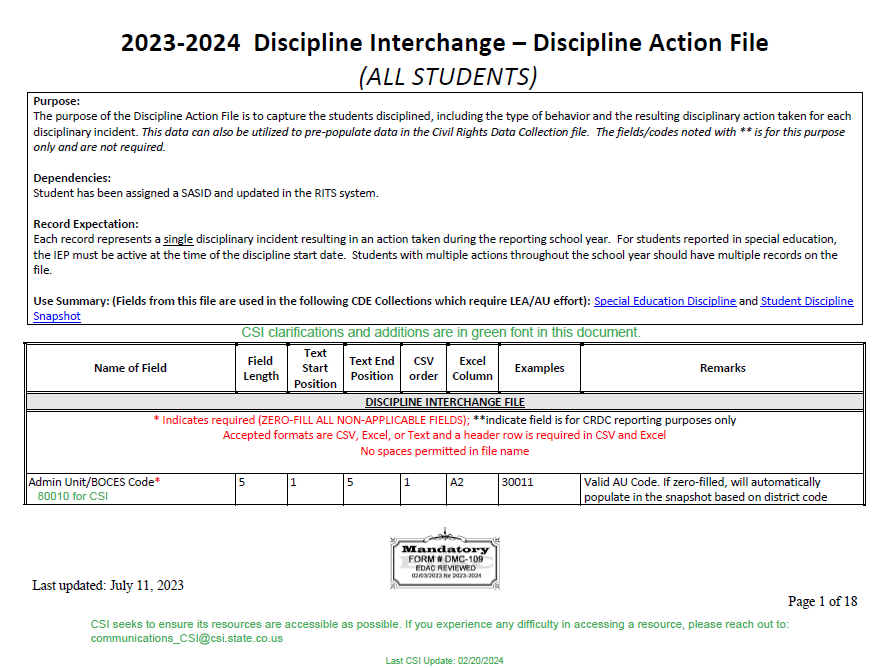 2023-2024 Discipline Interchange – Discipline Action File
(ALL STUDENTS)
Purpose:
The purpose of the Discipline Action File is to capture the students disciplined, including the type of behavior and the resulting disciplinary action taken for each
disciplinary incident. This data can also be utilized to pre-populate data in the Civil Rights Data Collection file. The fields/codes noted with ** is for this purpose
only and are not required.
Dependencies:
Student has been assigned a SASID and updated in the RITS system.
Record Expectation:
Each record represents a single disciplinary incident resulting in an action taken during the reporting school year. For students reported in special education,
the IEP must be active at the time of the discipline start date. Students with multiple actions throughout the school year should have multiple records on the
file.
Use Summary: (Fields from this file are used in the following CDE Collections which require LEA/AU effort): Special Education Discipline and Student Discipline
Snapshot
CSI clarifications and additions are in green font in this document.
Name of Field
Field
Length
Text
Start
Position
Text End
Position
CSV
order
Excel
Column
Examples
Remarks
DISCIPLINE INTERCHANGE FILE
* Indicates required (ZERO-FILL ALL NON-APPLICABLE FIELDS); **indicate field is for CRDC reporting purposes only
Accepted formats are CSV, Excel, or Text and a header row is required in CSV and Excel
No spaces permitted in file name
Admin Unit/BOCES Code*
80010 for CSI
5
1
5
1
A2
30011
Valid AU Code. If zero-filled, will automatically
populate in the snapshot based on district code
Mandatory
FORM # DMC-109
EDAC REVIEWED
02/03/2023 for 2023-2024
Last updated: July 11, 2023
Page 1 of 18
CSI seeks to ensure its resources are accessible as possible. If you experience any difficulty in accessing a resource, please reach out to:
communications_CSI@csi.state.co.us
Last CSI Update: 02/20/2024